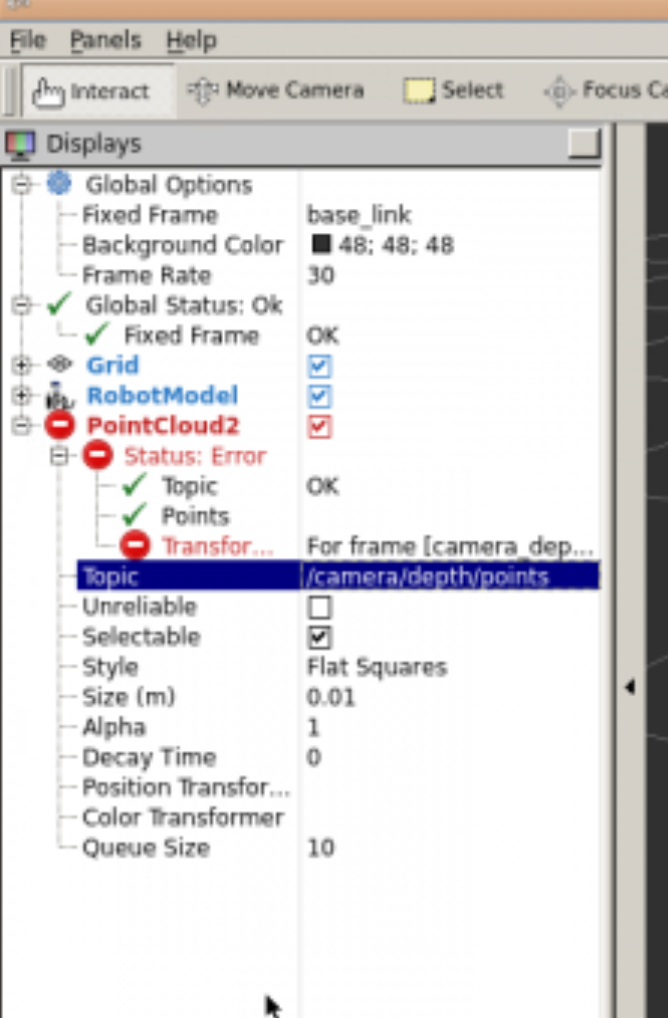 File Panels Help
Interact Move Camera Select Focus Ca
Displays
Global Options
Fixed Frame base_link
Background Color 48; 48; 48
Frame Rate 30
Global Status: Ok
Fixed Frame OK
Grid
RobotModel
PointCloud2
Status: Error
Topic OK
Points
Transfor... For frame [camera_dep...
Topic /camera/depth/points
Unreliable
Selectable
Style Flat Squares
Size (m) 0.01
Alpha 1
Decay Time 0
Position Transfor...
Color Transformer
Queue Size 10